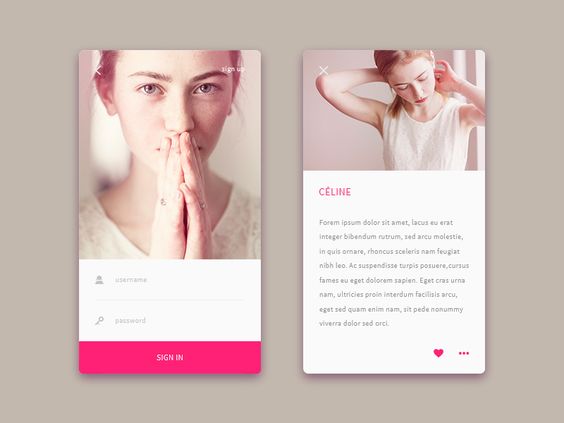 sign up
username
password
SIGN IN
CÉLINE
Forem ipsum dolor sit amet, lacus eu erat
integer bibendum rutrum, sed arcu molestie,
in quis ornare, rhoncus sceleris nam feugiat
nibh leo. Ac suspendisse turpis posuere,cursus
fames eu eget dolorem sapien. Eget cras urna
nam, ultricies proin interdum facilisis arcu,
eget sed quam enim nam, sit pede nonummy
viverra dolor sed orci.